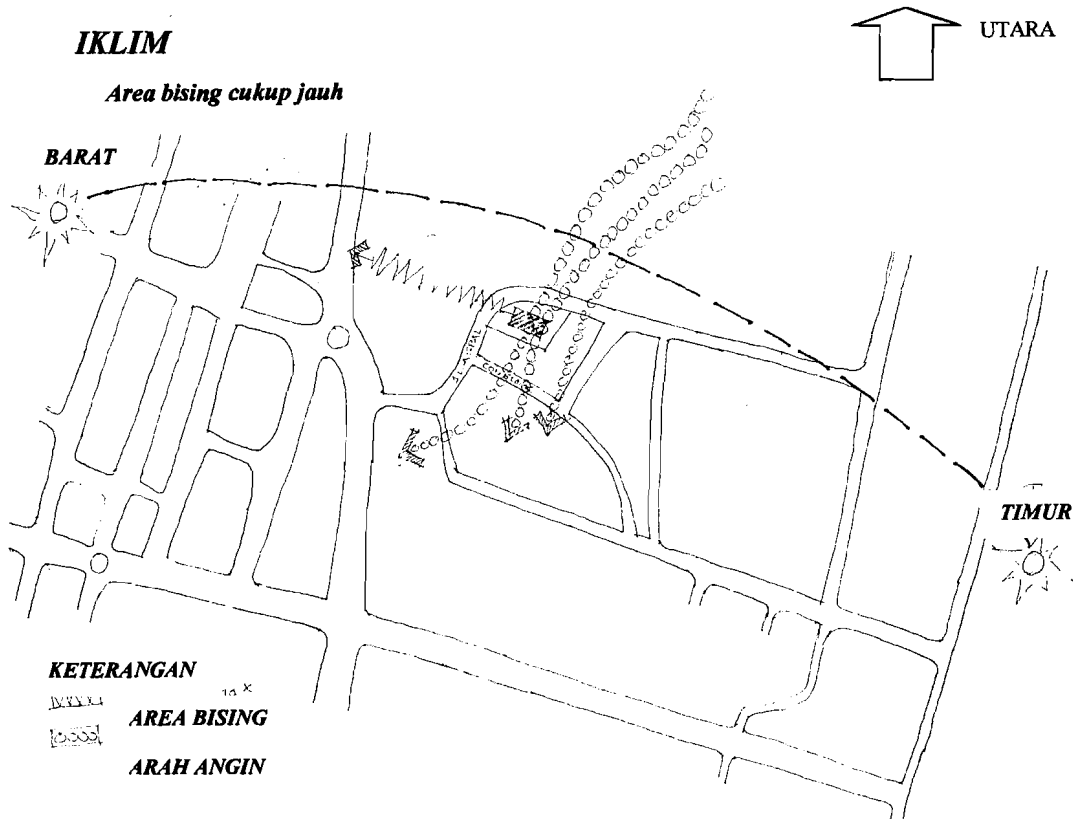 UTARA
IKLIM
Area bising cukup jauh
BARAT
TIMUR
KETERANGAN
AREA BISING
ARAH ANGIN